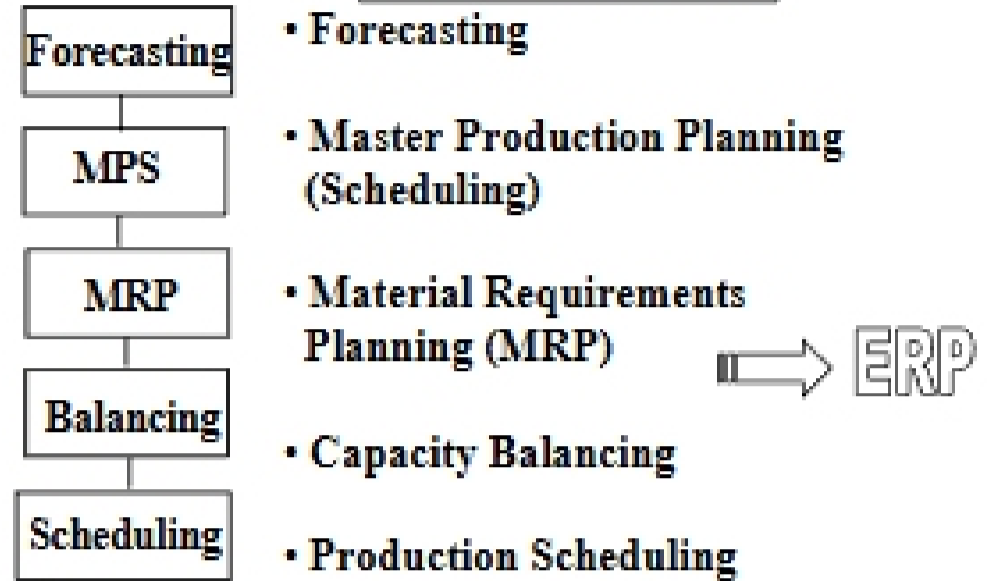 Forecasting
MPS
MRP
Balancing
Scheduling
• Forecasting
• Master Production Planning
(Scheduling)
• Material Requirements
Planning (MRP)
ERP
• Capacity Balancing
• Production Scheduling